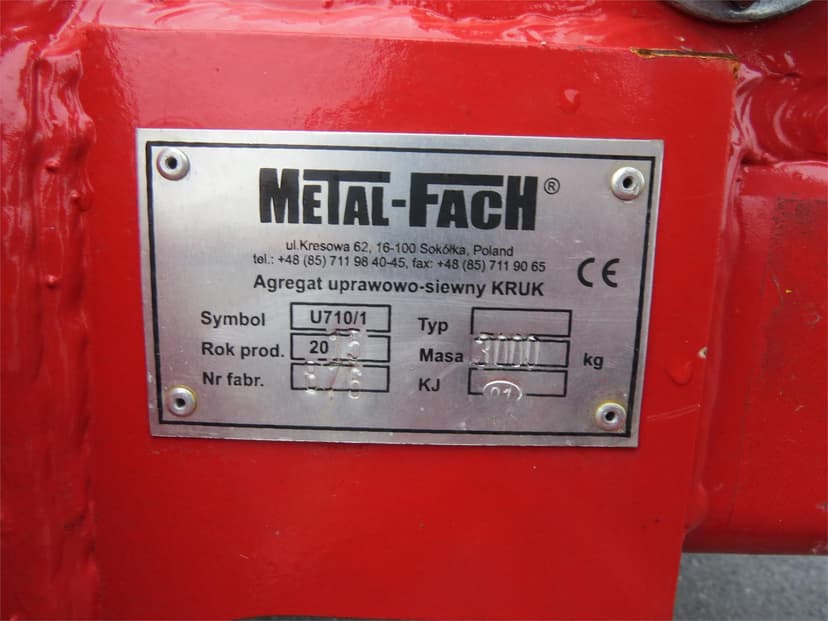 METAL-FACH®
ul.Kresowa 62, 16-100 Sokółka, Poland
tel.: +48 (85) 711 98 40-45, fax: +48 (85) 711 90 65
CE
Agregat uprawowo-siewny KRUK
Symbol U710/1 Typ
Rok prod. 20 Masa 3000 kg
Nr fabr. KJ 01